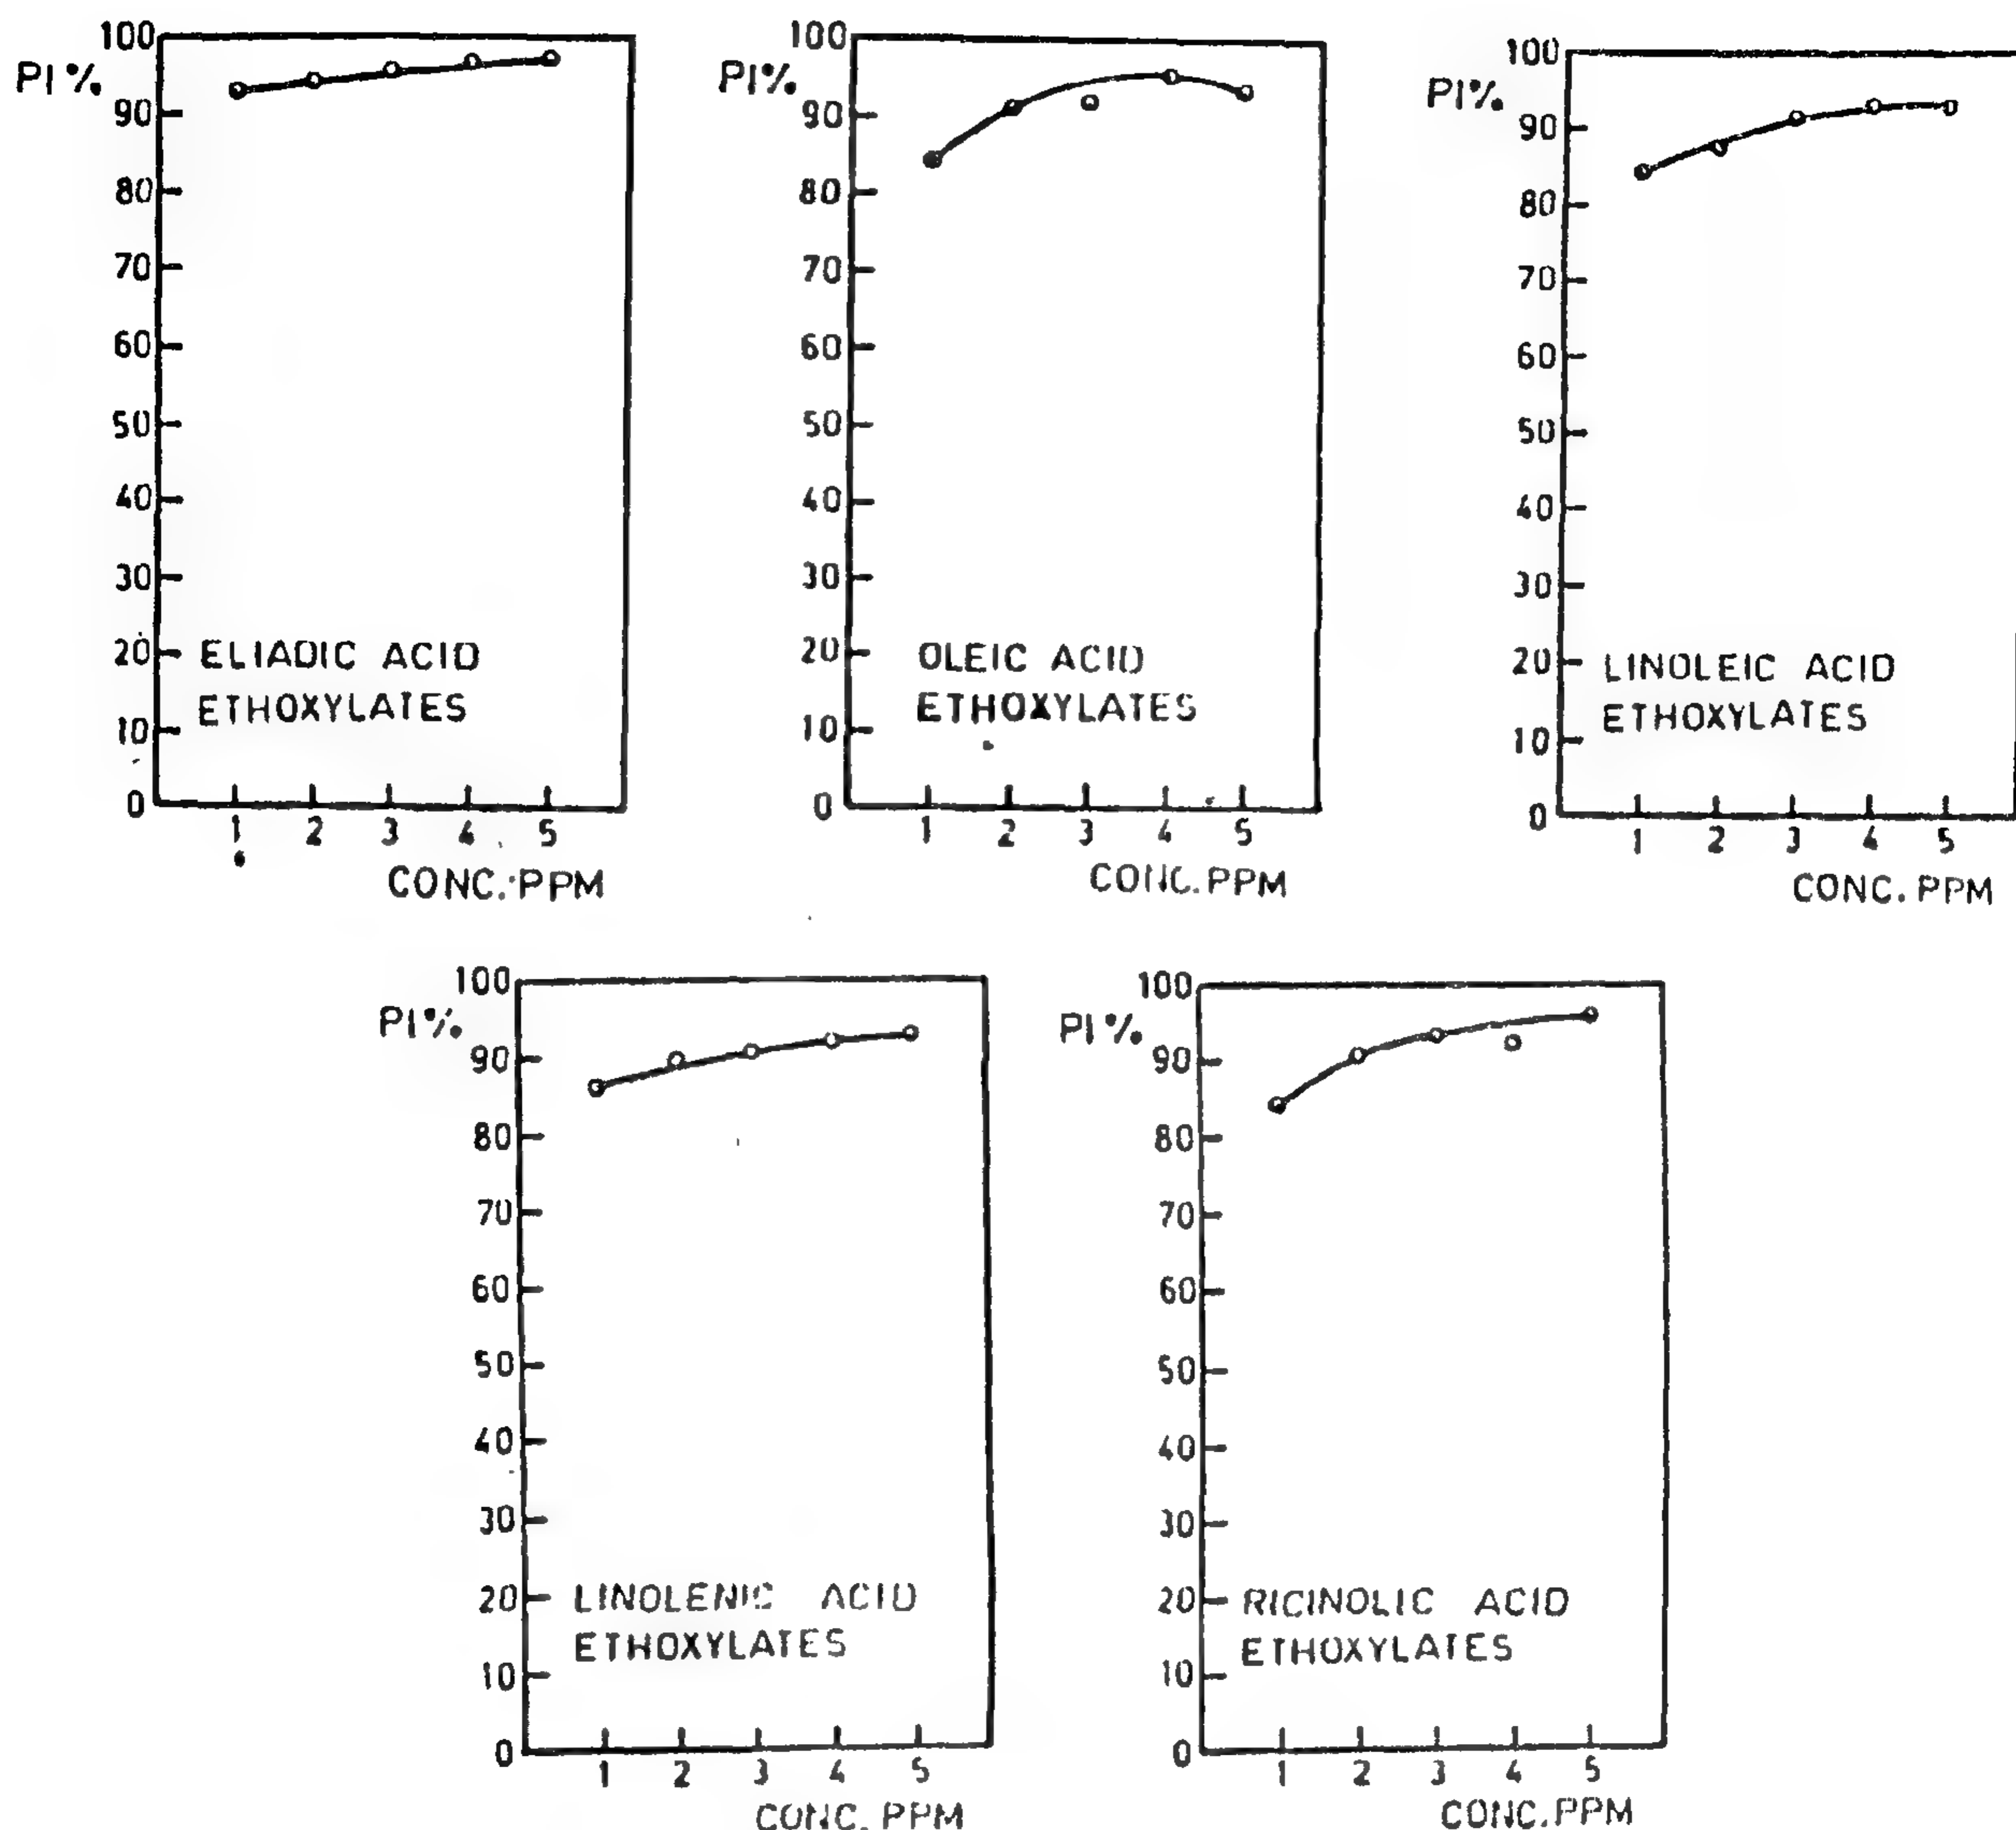 100
PI%
90
80
70
60
50
40
30
20
10
0
ELIADIC ACID
ETHOXYLATES
1 2 3 4 5
CONC. PPM
100
PI%
90
80
70
60
50
40
30
20
10
0
OLEIC ACID
ETHOXYLATES
1 2 3 4 5
CONC. PPM
100
PI%
90
80
70
60
50
40
30
20
10
0
LINOLEIC ACID
ETHOXYLATES
1 2 3 4 5
CONC. PPM
100
PI%
90
80
70
60
50
40
30
20
10
0
LINOLENIC ACID
ETHOXYLATES
1 2 3 4 5
CONC. PPM
100
PI%
90
80
70
60
50
40
30
20
10
0
RICINOLIC ACID
ETHOXYLATES
1 2 3 4 5
CONC. PPM